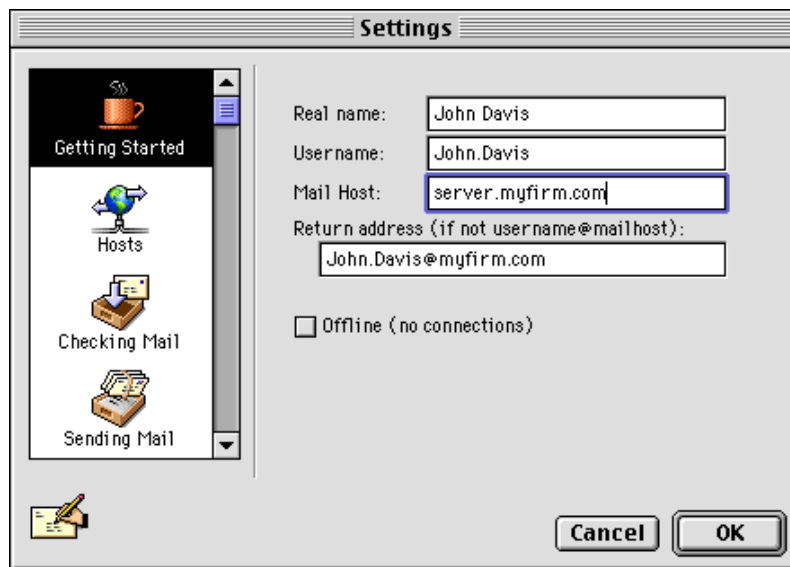 Settings
Getting Started
Hosts
Checking Mail
Sending Mail
Real name: John Davis
Username: John.Davis
Mail Host: server.myfirm.com
Return address (if not username@mailhost):
John.Davis@myfirm.com
Offline (no connections)
Cancel OK